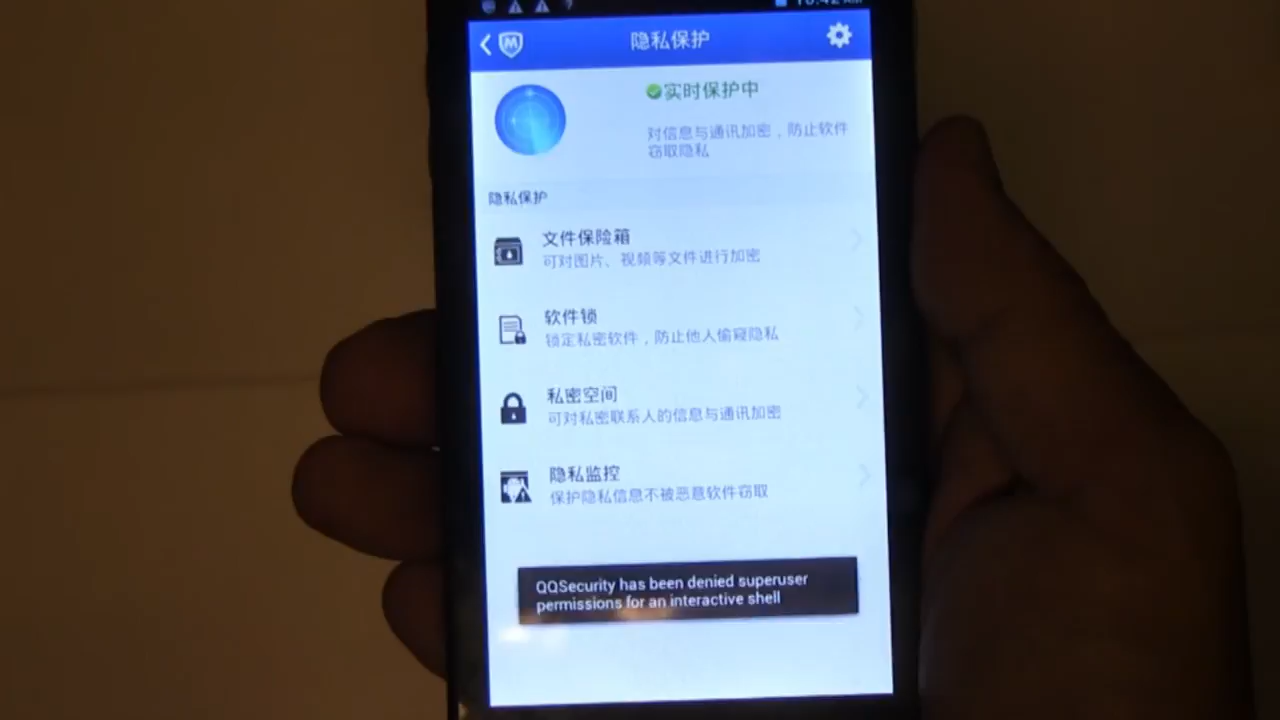 隐私保护
实时保护中
对信息与通讯加密，防止软件
窃取隐私
隐私保护
文件保险箱
可对图片、视频等文件进行加密
软件锁
锁定私密软件，防止他人偷窥隐私
私密空间
可对私密联系人的信息与通讯加密
隐私监控
保护隐私信息不被恶意软件窃取
QQSecurity has been denied superuser
permissions for an interactive shell